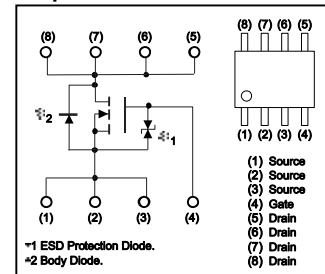 (8) (7) (6) (5)
(8) (7) (6) (5)
*2
*1
(1) (2) (3) (4)
(1) (2) (3) (4)
(1) Source
(2) Source
(3) Source
(4) Gate
(5) Drain
(6) Drain
(7) Drain
(8) Drain
*1 ESD Protection Diode.
*2 Body Diode.